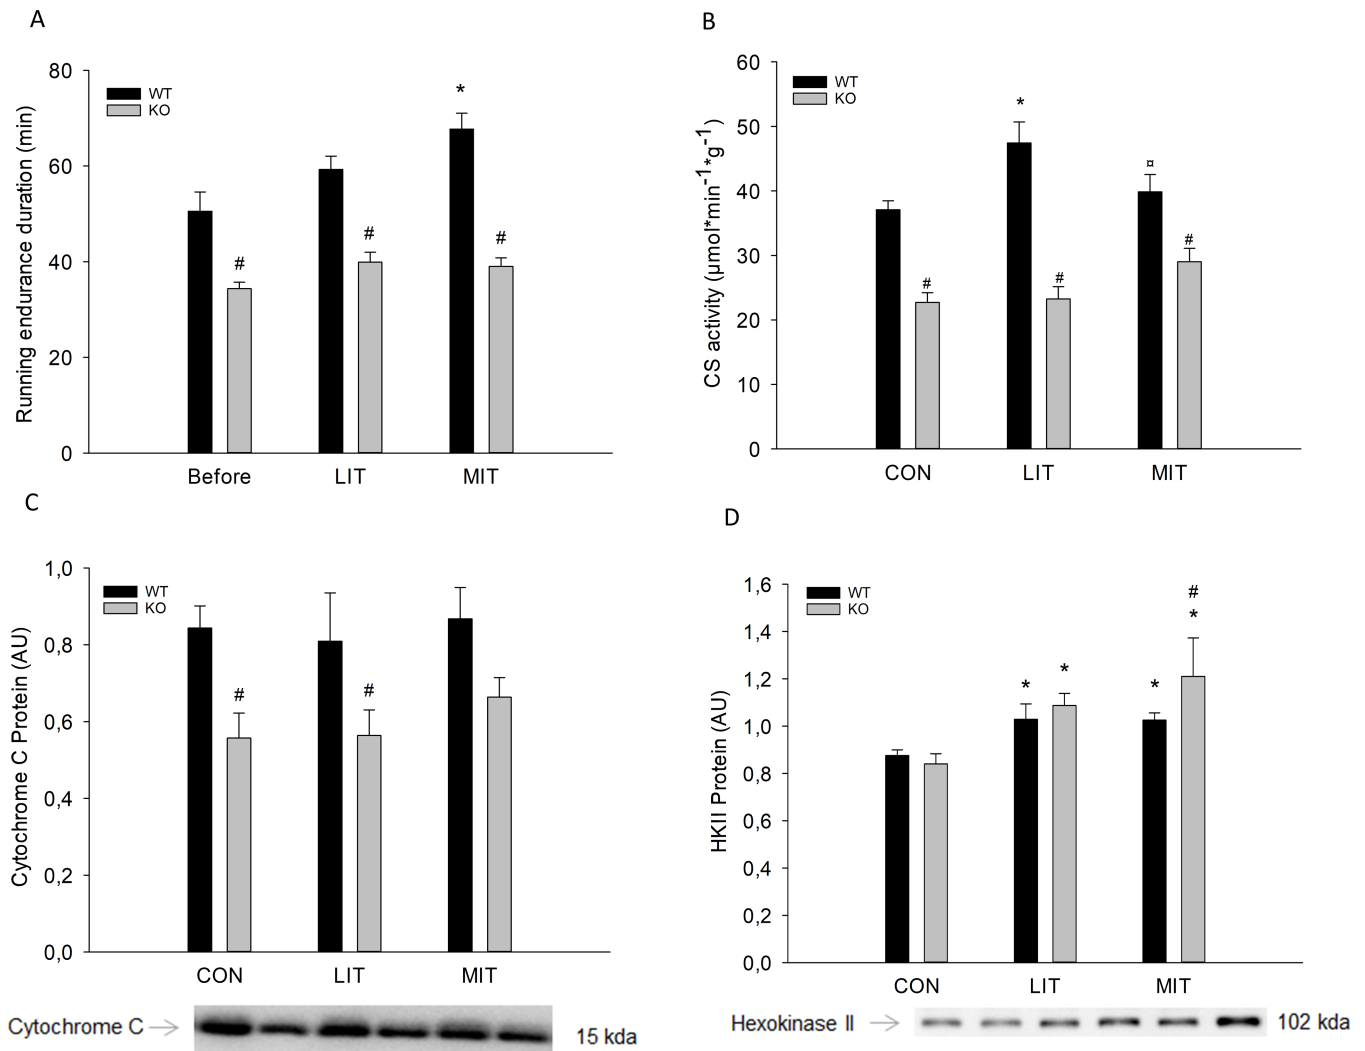 A
Running endurance duration (min)
80
60
40
20
0
WT
KO
*
#
#
#
Before LIT MIT
B
CS activity (µmol*min-1*g-1)
60
50
40
30
20
10
0
WT
KO
*
¤
#
#
#
CON LIT MIT
C
Cytochrome C Protein (AU)
1,0
0,8
0,6
0,4
0,2
0,0
WT
KO
#
#
CON LIT MIT
Cytochrome C
15 kda
D
HKII Protein (AU)
1,6
1,4
1,2
1,0
0,8
0,6
0,4
0,2
0,0
WT
KO
#
*
*
*
*
CON LIT MIT
Hexokinase II
102 kda